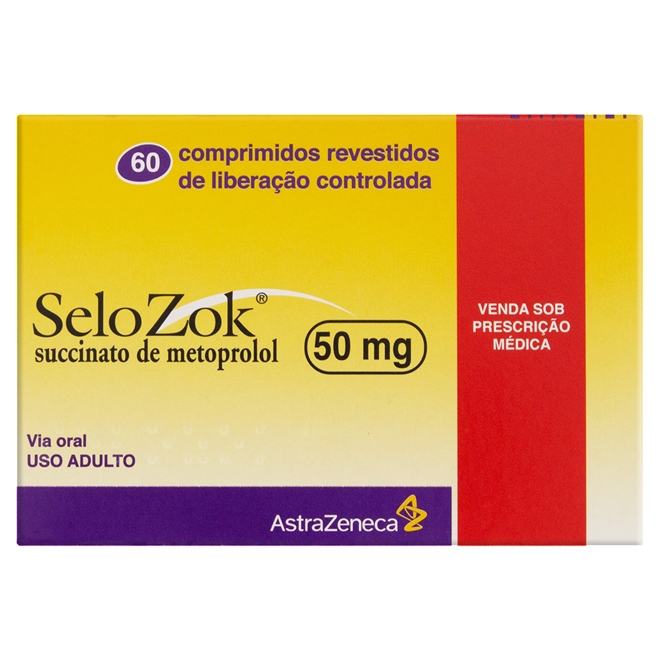 60 comprimidos revestidos
de liberação controlada
SeloZok®
succinato de metoprolol
50 mg
VENDA SOB
PRESCRIÇÃO
MÉDICA
Via oral
USO ADULTO
AstraZeneca